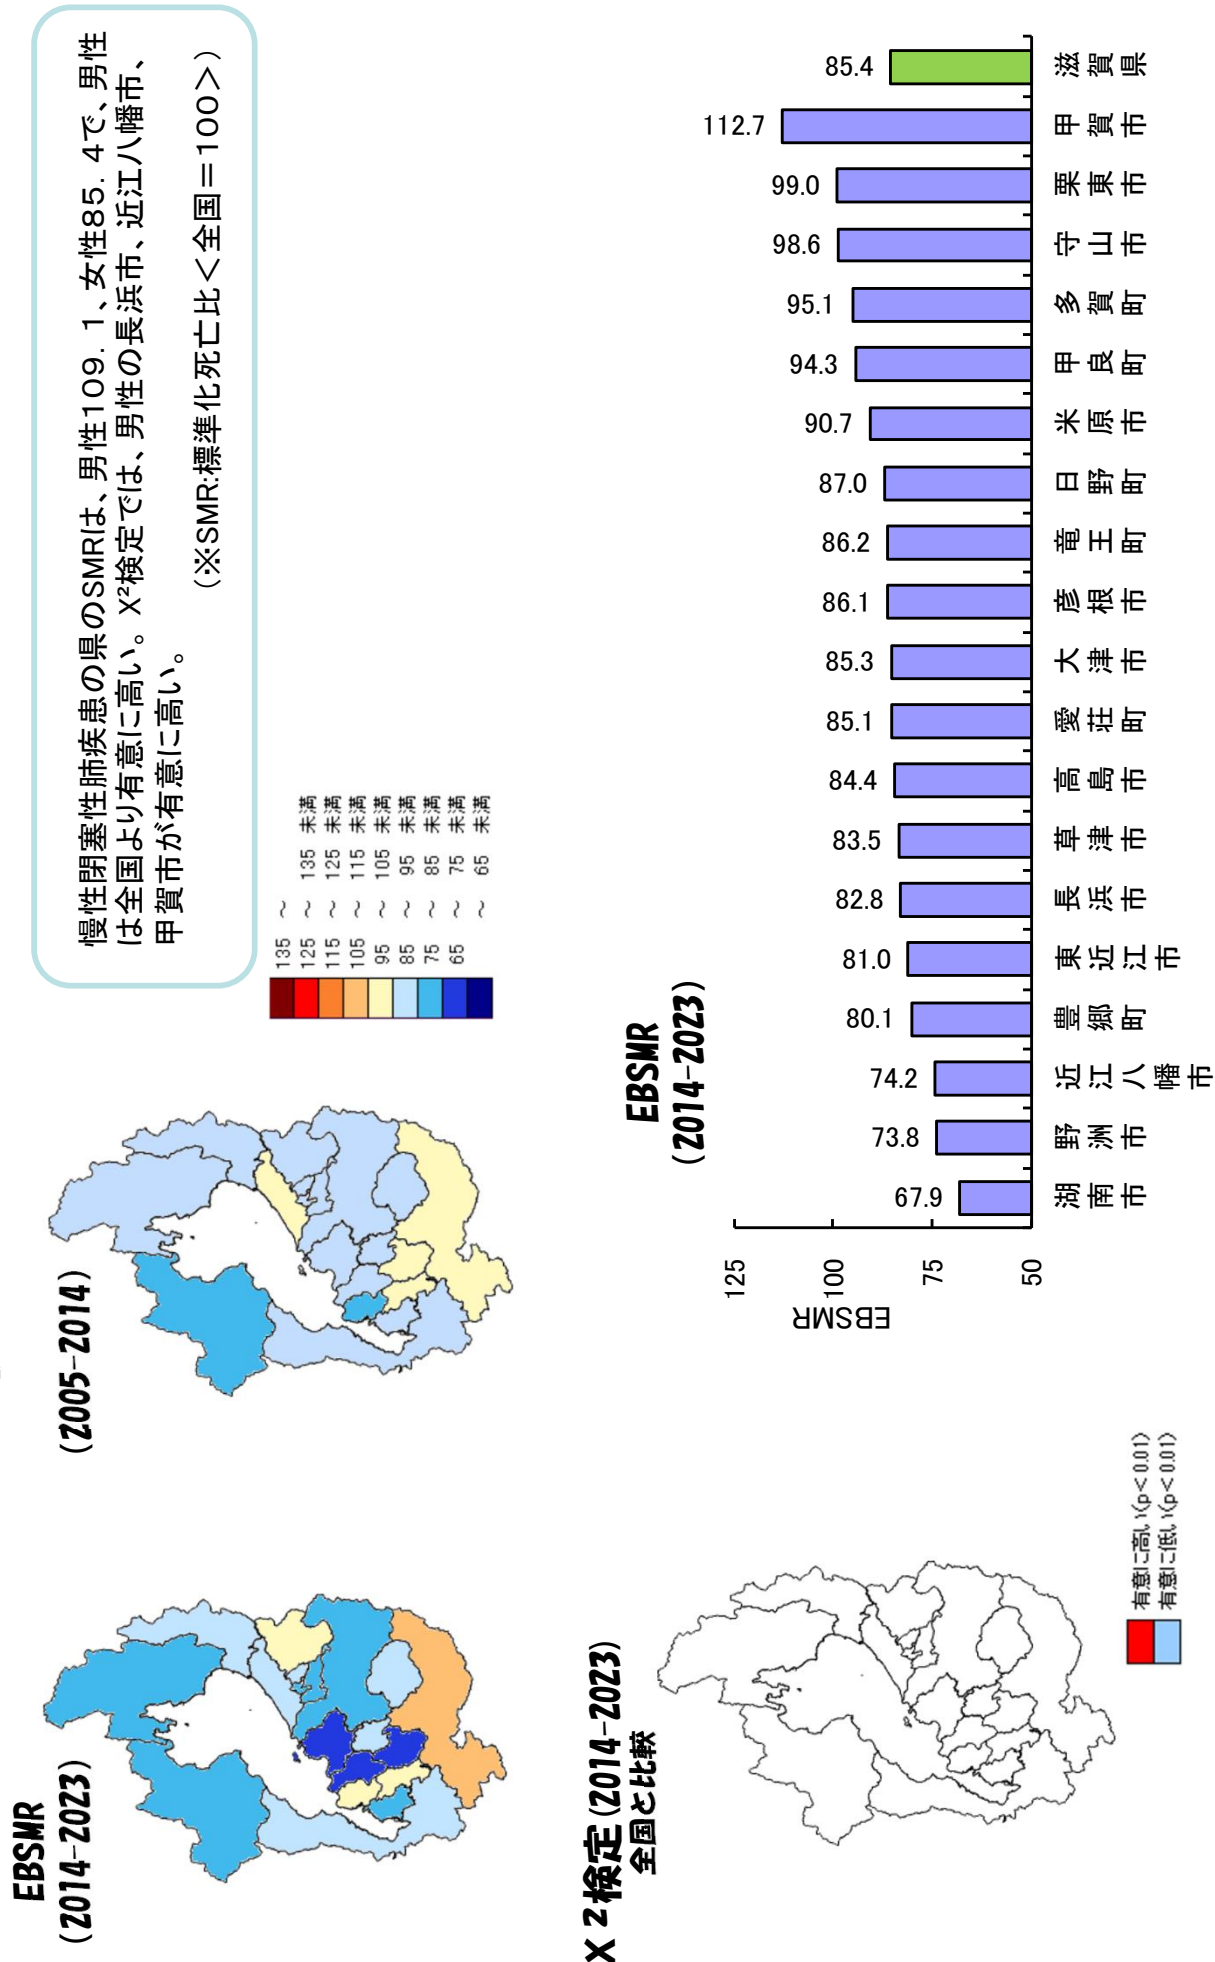 EBSMR
(2014-2023)
(2005-2014)
135 ～
125 ～ 135 未満
115 ～ 125 未満
105 ～ 115 未満
95 ～ 105 未満
85 ～ 95 未満
75 ～ 85 未満
65 ～ 75 未満
～ 65 未満
慢性閉塞性肺疾患の県のSMRは、男性109．1、女性85．4で、男性
は全国より有意に高い。X²検定では、男性の長浜市、近江八幡市、
甲賀市が有意に高い。
（※SMR:標準化死亡比＜全国＝100＞）
X²検定(2014-2023)
全国と比較
有意に高い(p＜0.01)
有意に低い(p＜0.01)
EBSMR
(2014-2023)
EBSMR
125
100
75
50
67.9
73.8
74.2
80.1
81.0
82.8
83.5
84.4
85.1
85.3
86.1
86.2
87.0
90.7
94.3
95.1
98.6
99.0
112.7
85.4
湖南市
野洲市
近江八幡市
豊郷町
東近江市
長浜市
草津市
高島市
愛荘町
大津市
彦根市
竜王町
日野町
米原市
甲良町
多賀町
守山市
栗東市
甲賀市
滋賀県